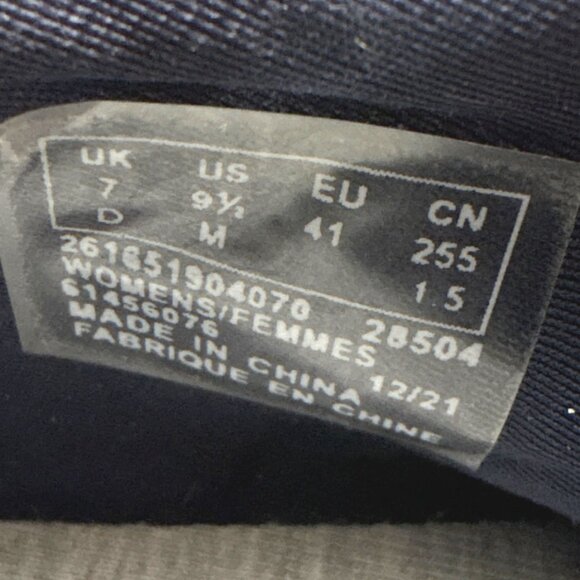 UK US EU CN
7 9½ 41 255
D M 1.5
261651904070 28504
WOMENS/FEMMES
61456076 12/21
MADE IN CHINA
FABRIQUE EN CHINE